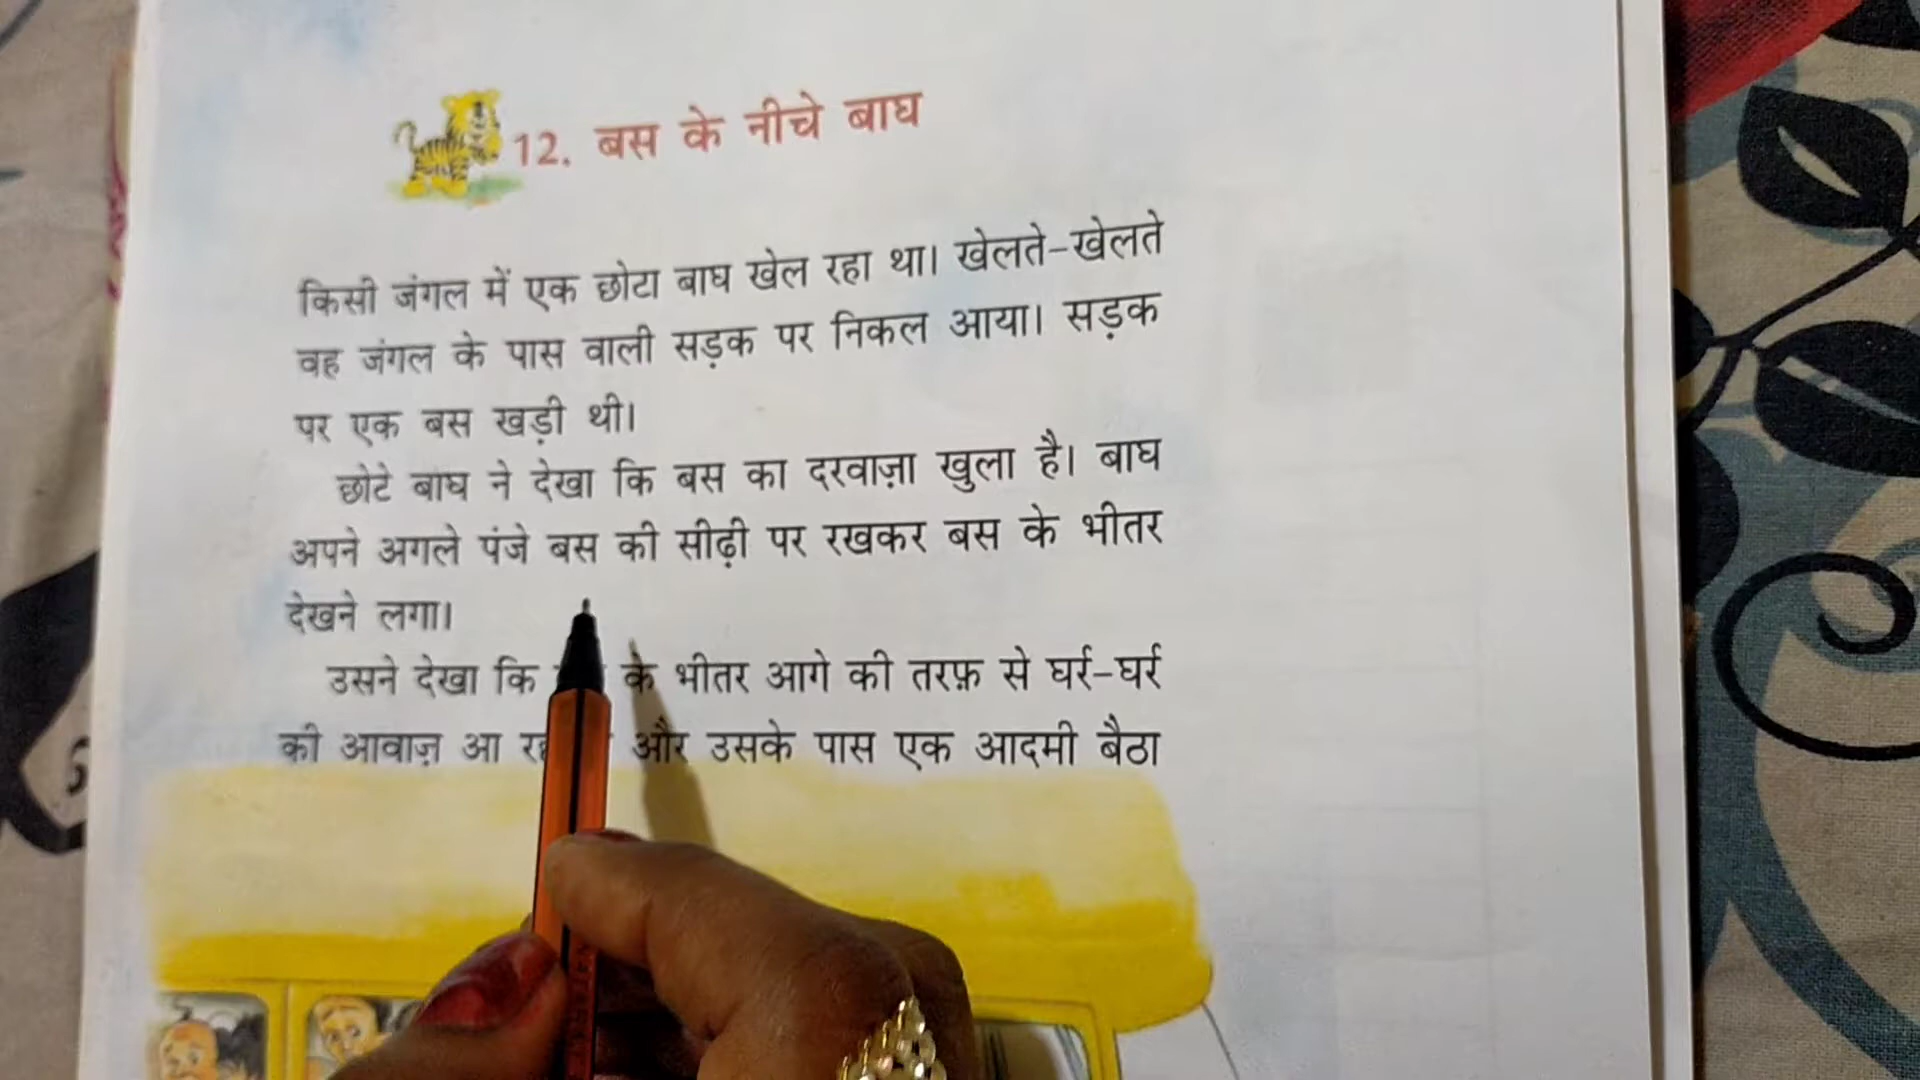 12. बस के नीचे बाघ
किसी जंगल में एक छोटा बाघ खेल रहा था। खेलते-खेलते
वह जंगल के पास वाली सड़क पर निकल आया। सड़क
पर एक बस खड़ी थी।
छोटे बाघ ने देखा कि बस का दरवाज़ा खुला है। बाघ
अपने अगले पंजे बस की सीढ़ी पर रखकर बस के भीतर
देखने लगा।
उसने देखा कि के भीतर आगे की तरफ़ से घर्र-घर्र
की आवाज़ आ और उसके पास एक आदमी बैठा